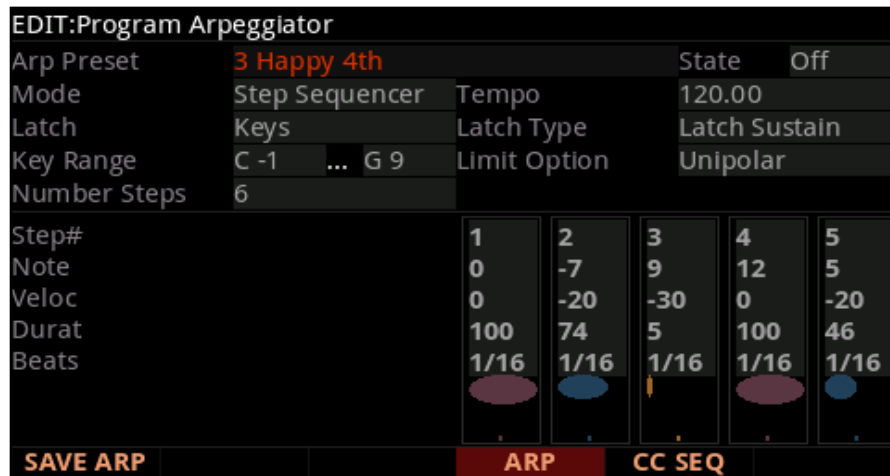 EDIT:Program Arpeggiator
Arp Preset 3 Happy 4th State Off
Mode Step Sequencer Tempo 120.00
Latch Keys Latch Type Latch Sustain
Key Range C -1 ... G 9 Limit Option Unipolar
Number Steps 6
Step# 1 2 3 4 5
Note 0 -7 9 12 5
Veloc 0 -20 -30 0 -20
Durat 100 74 5 100 46
Beats 1/16 1/16 1/16 1/16 1/16
SAVE ARP ARP CC SEQ